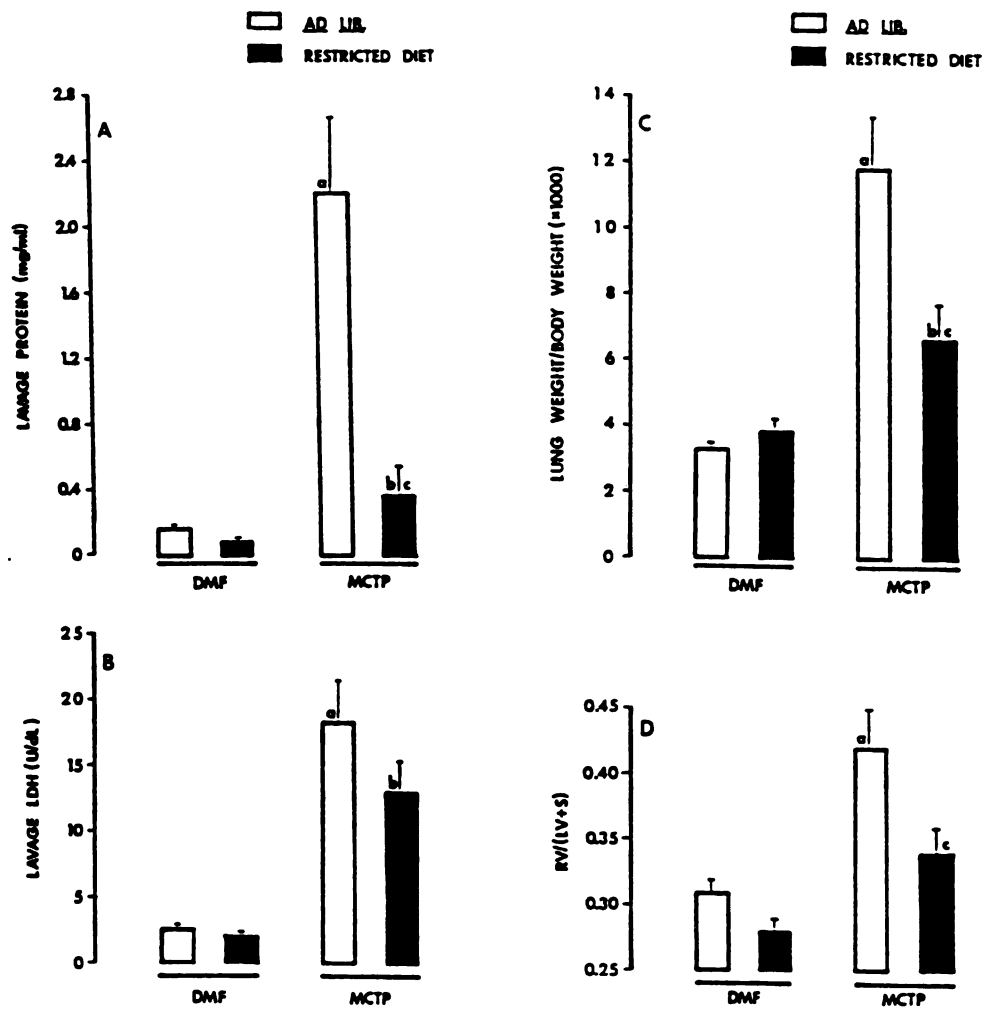 AD LIB.
RESTRICTED DIET
AD LIB.
RESTRICTED DIET
A
LAVAGE PROTEIN (mg/ml)
2.8
2.4
2.0
1.6
1.2
0.8
0.4
0
a
b c
DMF
MCTP
C
LUNG WEIGHT/BODY WEIGHT (×1000)
14
12
10
8
6
4
2
0
a
b c
DMF
MCTP
B
LAVAGE LDH (U/dL)
25
20
15
10
5
0
a
b
DMF
MCTP
D
RV/(LV+S)
0.45
0.40
0.35
0.30
0.25
a
c
DMF
MCTP